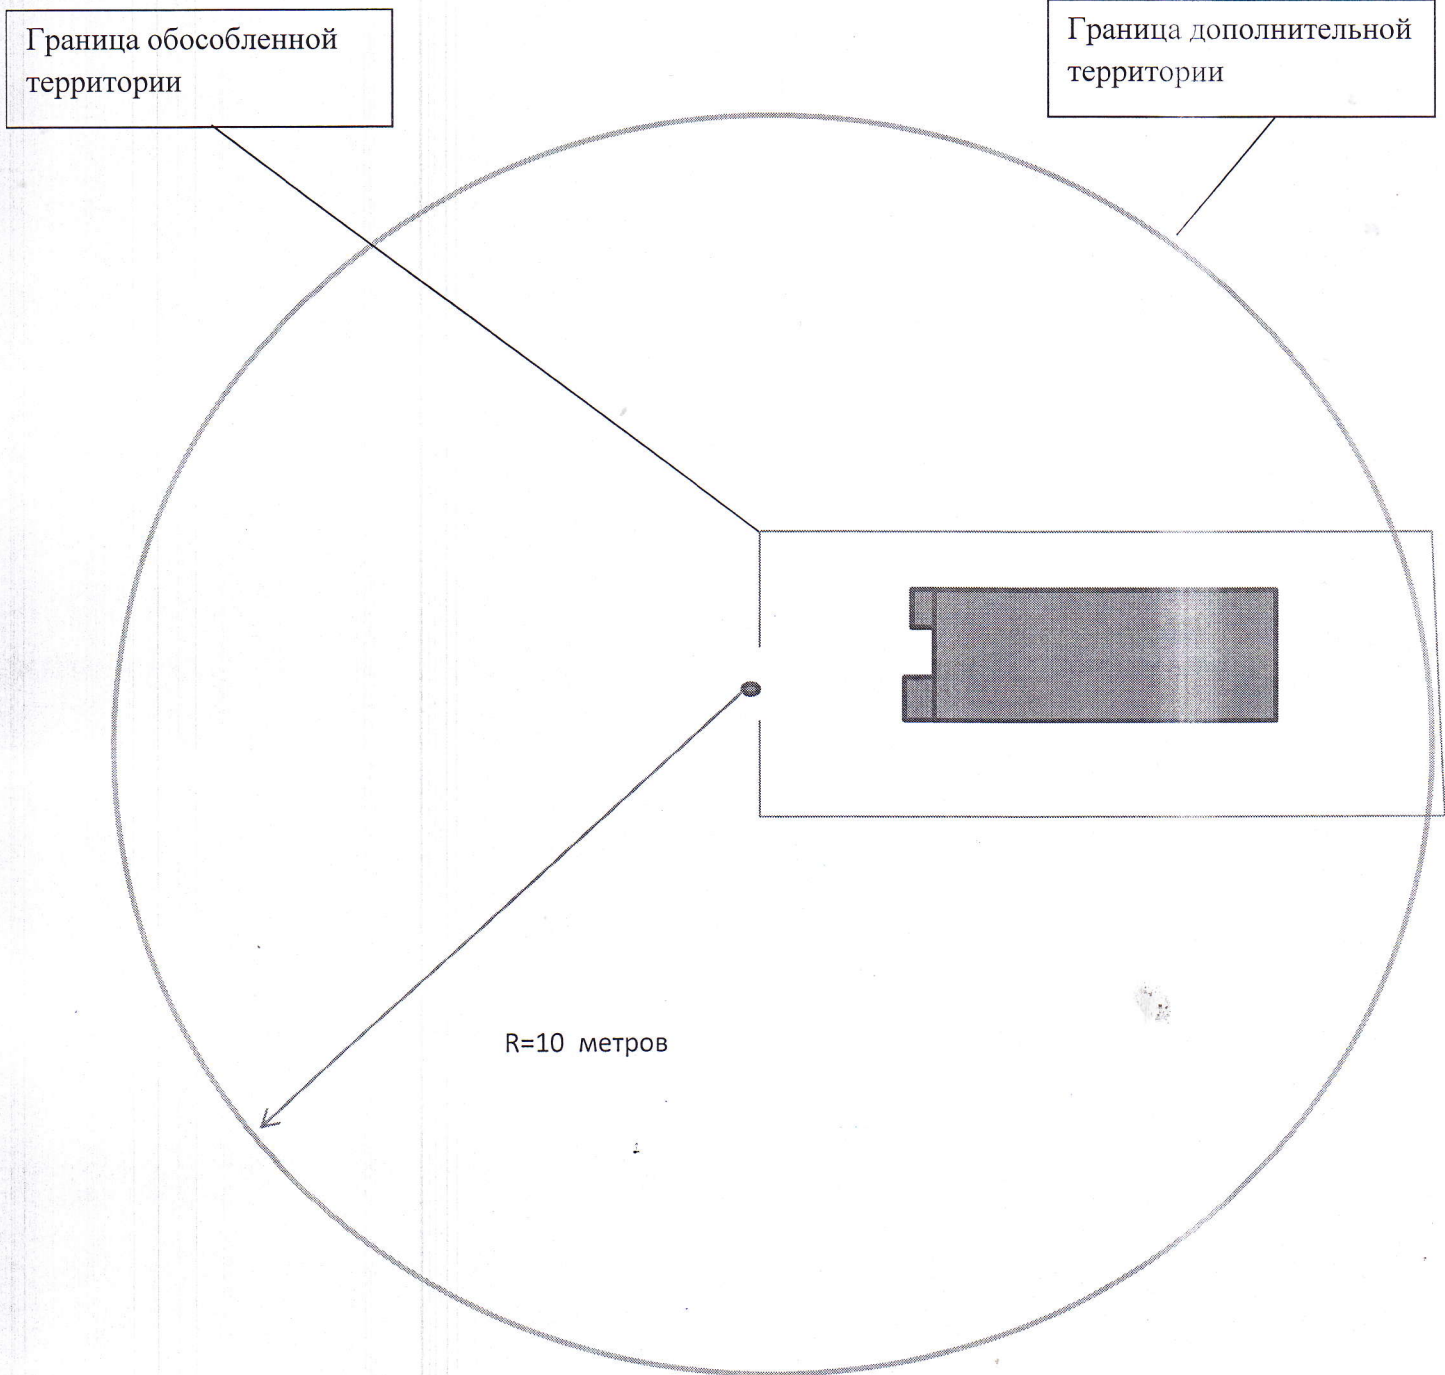 Граница обособленной
территории
Граница дополнительной
территории
R=10 метров